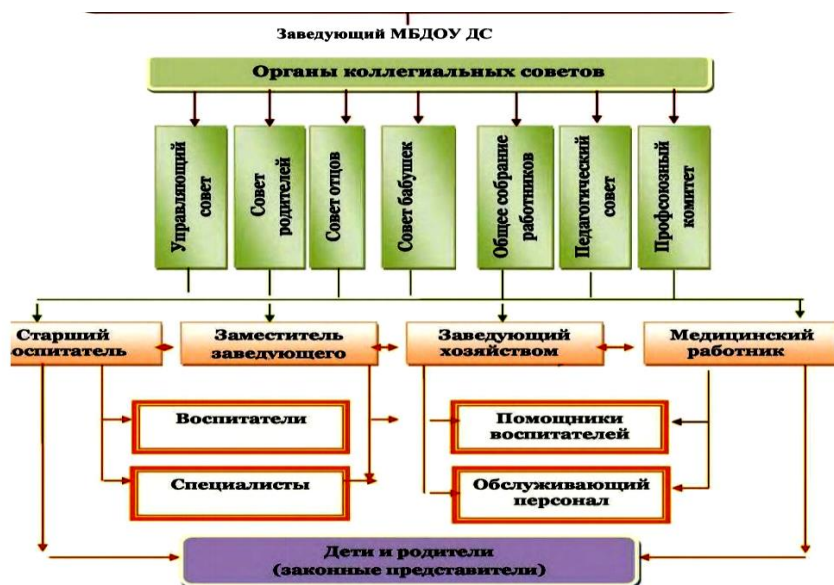 Заведующий МБДОУ ДС
Органы коллегиальных советов
Управляющий
совет
Совет
родителей
Совет отцов
Совет бабушек
Общее собрание
работников
Педагогический
совет
Профсоюзный
комитет
Старший
оспитатель
Заместитель
заведующего
Заведующий
хозяйством
Медицинский
работник
Воспитатели
Помощники
воспитателей
Специалисты
Обслуживающий
персонал
Дети и родители
(законные представители)